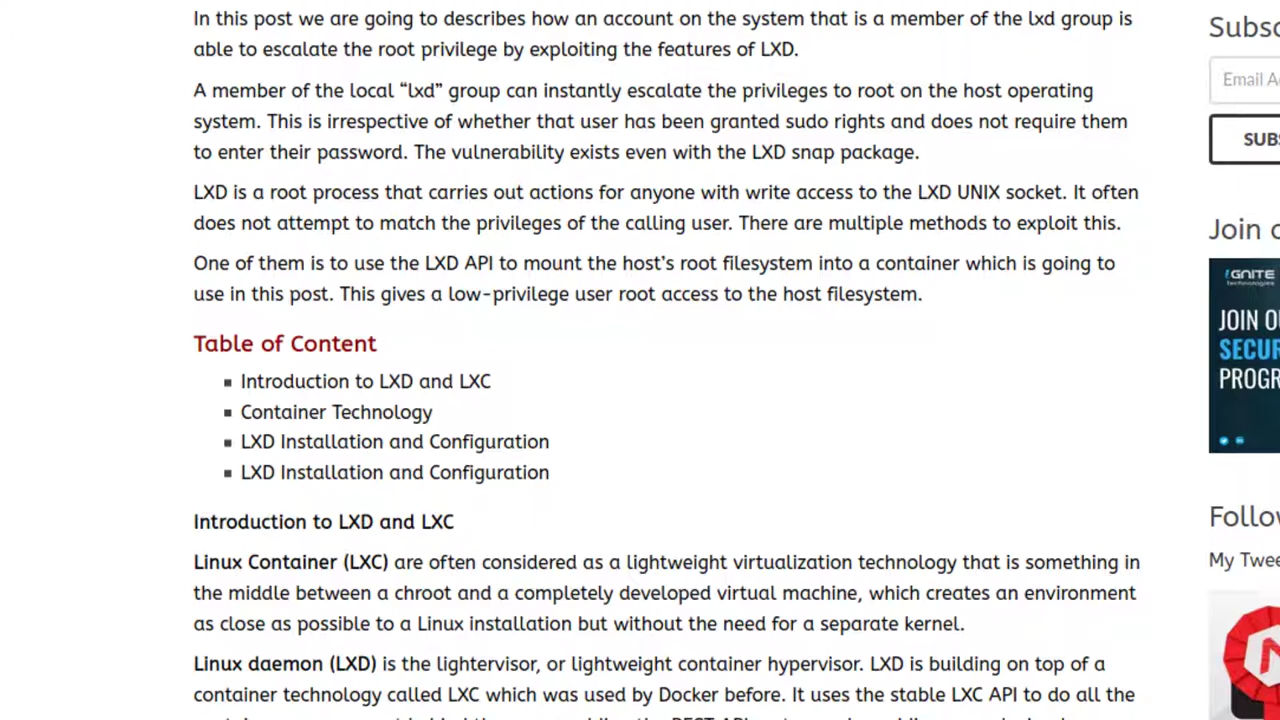 In this post we are going to describes how an account on the system that is a member of the lxd group is
able to escalate the root privilege by exploiting the features of LXD.
A member of the local “lxd” group can instantly escalate the privileges to root on the host operating
system. This is irrespective of whether that user has been granted sudo rights and does not require them
to enter their password. The vulnerability exists even with the LXD snap package.
LXD is a root process that carries out actions for anyone with write access to the LXD UNIX socket. It often
does not attempt to match the privileges of the calling user. There are multiple methods to exploit this.
One of them is to use the LXD API to mount the host’s root filesystem into a container which is going to
use in this post. This gives a low-privilege user root access to the host filesystem.
Table of Content
Introduction to LXD and LXC
Container Technology
LXD Installation and Configuration
LXD Installation and Configuration
Introduction to LXD and LXC
Linux Container (LXC) are often considered as a lightweight virtualization technology that is something in
the middle between a chroot and a completely developed virtual machine, which creates an environment
as close as possible to a Linux installation but without the need for a separate kernel.
Linux daemon (LXD) is the lightervisor, or lightweight container hypervisor. LXD is building on top of a
container technology called LXC which was used by Docker before. It uses the stable LXC API to do all the
Subsc
Email A
SUB
Join
IGNITE
Technologies
JOIN O
SECUR
PROGR
Follo
My Twee